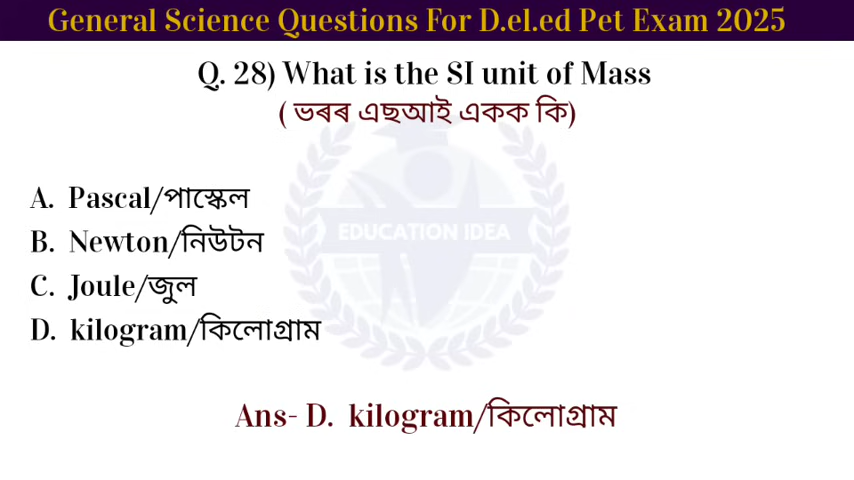 General Science Questions For D.el.ed Pet Exam 2025
Q. 28) What is the SI unit of Mass
( ভৰৰ এছআই একক কি)
A. Pascal/পাস্কেল
B. Newton/নিউটন
C. Joule/জুল
D. kilogram/কিলোগ্ৰাম
EDUCATION IDEA
Ans- D. kilogram/কিলোগ্ৰাম